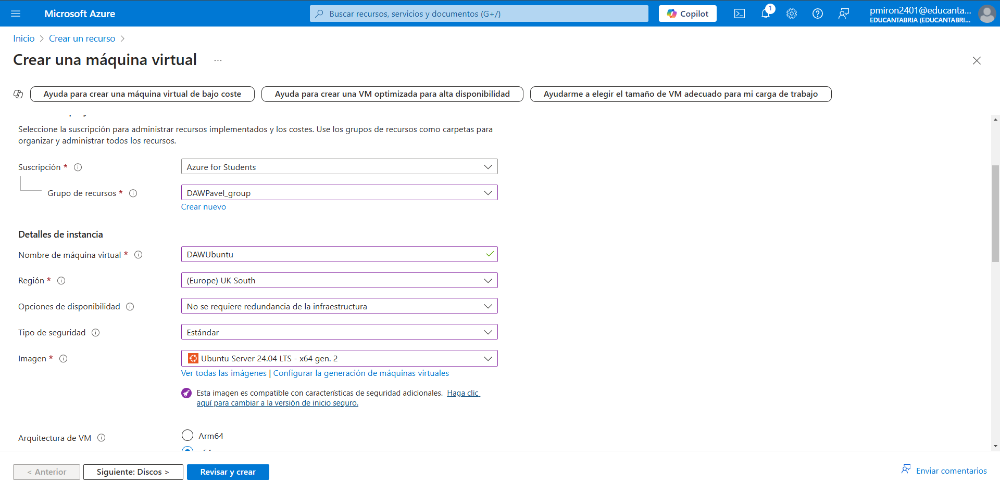 Microsoft Azure
Buscar recursos, servicios y documentos (G+/)
Copilot
1
pmiron2401@educanta...
EDUCANTABRIA (EDUCANTABRI...
Inicio > Crear un recurso >
Crear una máquina virtual ...
Ayuda para crear una máquina virtual de bajo coste
Ayuda para crear una VM optimizada para alta disponibilidad
Ayudarme a elegir el tamaño de VM adecuado para mi carga de trabajo
Seleccione la suscripción para administrar recursos implementados y los costes. Use los grupos de recursos como carpetas para
organizar y administrar todos los recursos.
Suscripción *
Azure for Students
Grupo de recursos *
DAWPavel_group
Crear nuevo
Detalles de instancia
Nombre de máquina virtual *
DAWUbuntu
Región *
(Europe) UK South
Opciones de disponibilidad
No se requiere redundancia de la infraestructura
Tipo de seguridad
Estándar
Imagen *
Ubuntu Server 24.04 LTS - x64 gen. 2
Ver todas las imágenes | Configurar la generación de máquinas virtuales
Esta imagen es compatible con características de seguridad adicionales. Haga clic
aquí para cambiar a la versión de inicio seguro.
Arquitectura de VM
Arm64
< Anterior
Siguiente: Discos >
Revisar y crear
Enviar comentarios